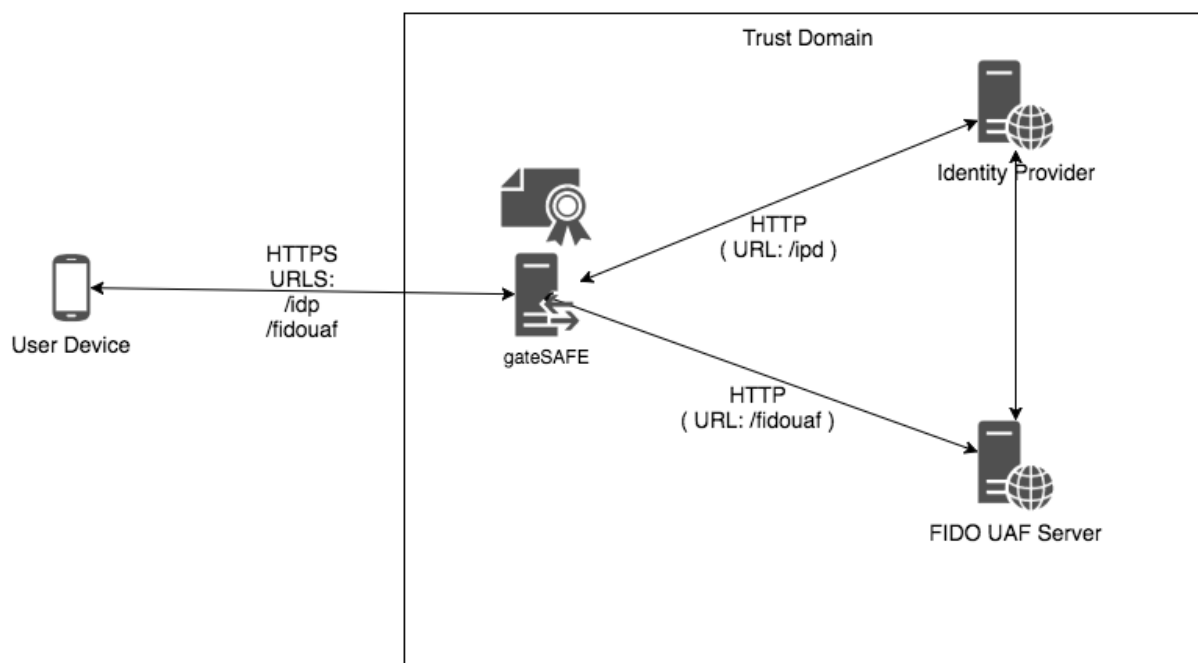 Trust Domain
Identity Provider
HTTP
( URL: /ipd )
HTTPS
URLS:
/idp
/fidouaf
User Device
gateSAFE
HTTP
( URL: /fidouaf )
FIDO UAF Server